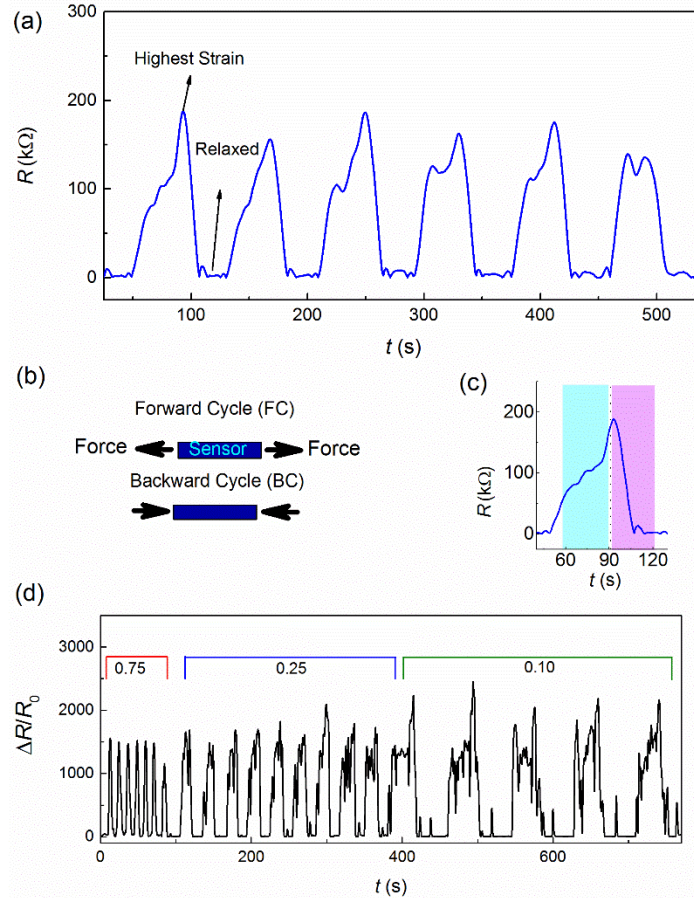 (a)
300
200
100
0
R (kΩ)
Highest Strain
Relaxed
100 200 300 400 500
t (s)
(b)
Forward Cycle (FC)
Force Sensor Force
Backward Cycle (BC)
(c)
200
100
0
R (kΩ)
60 90 120
t (s)
(d)
3000
2000
1000
0
ΔR/R₀
0.75 0.25 0.10
0 200 400 600
t (s)